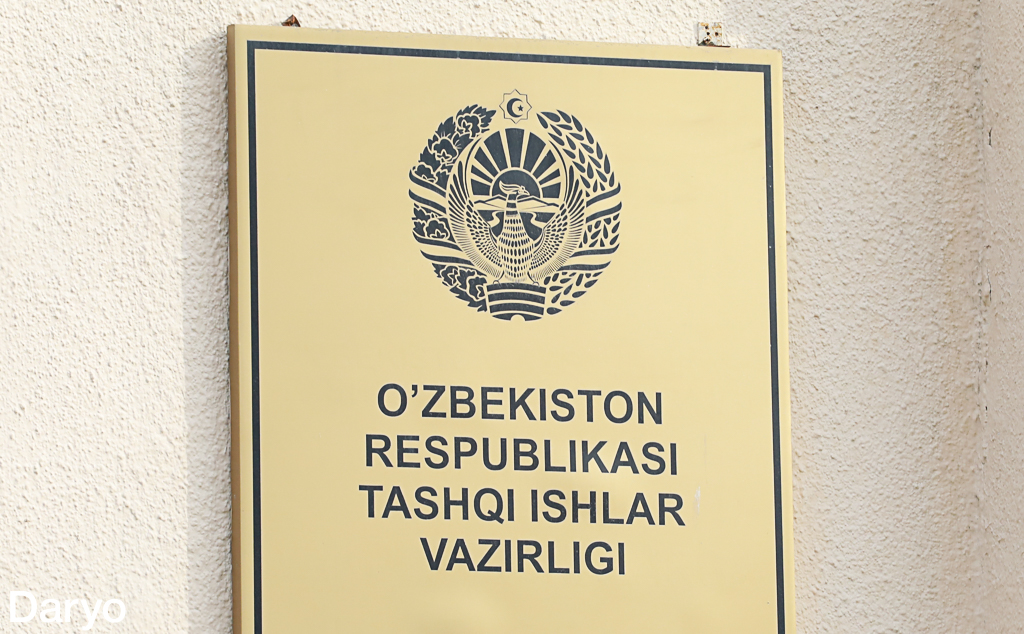 O'ZBEKISTON
RESPUBLIKASI
TASHQI ISHLAR
VAZIRLIGI
Daryo